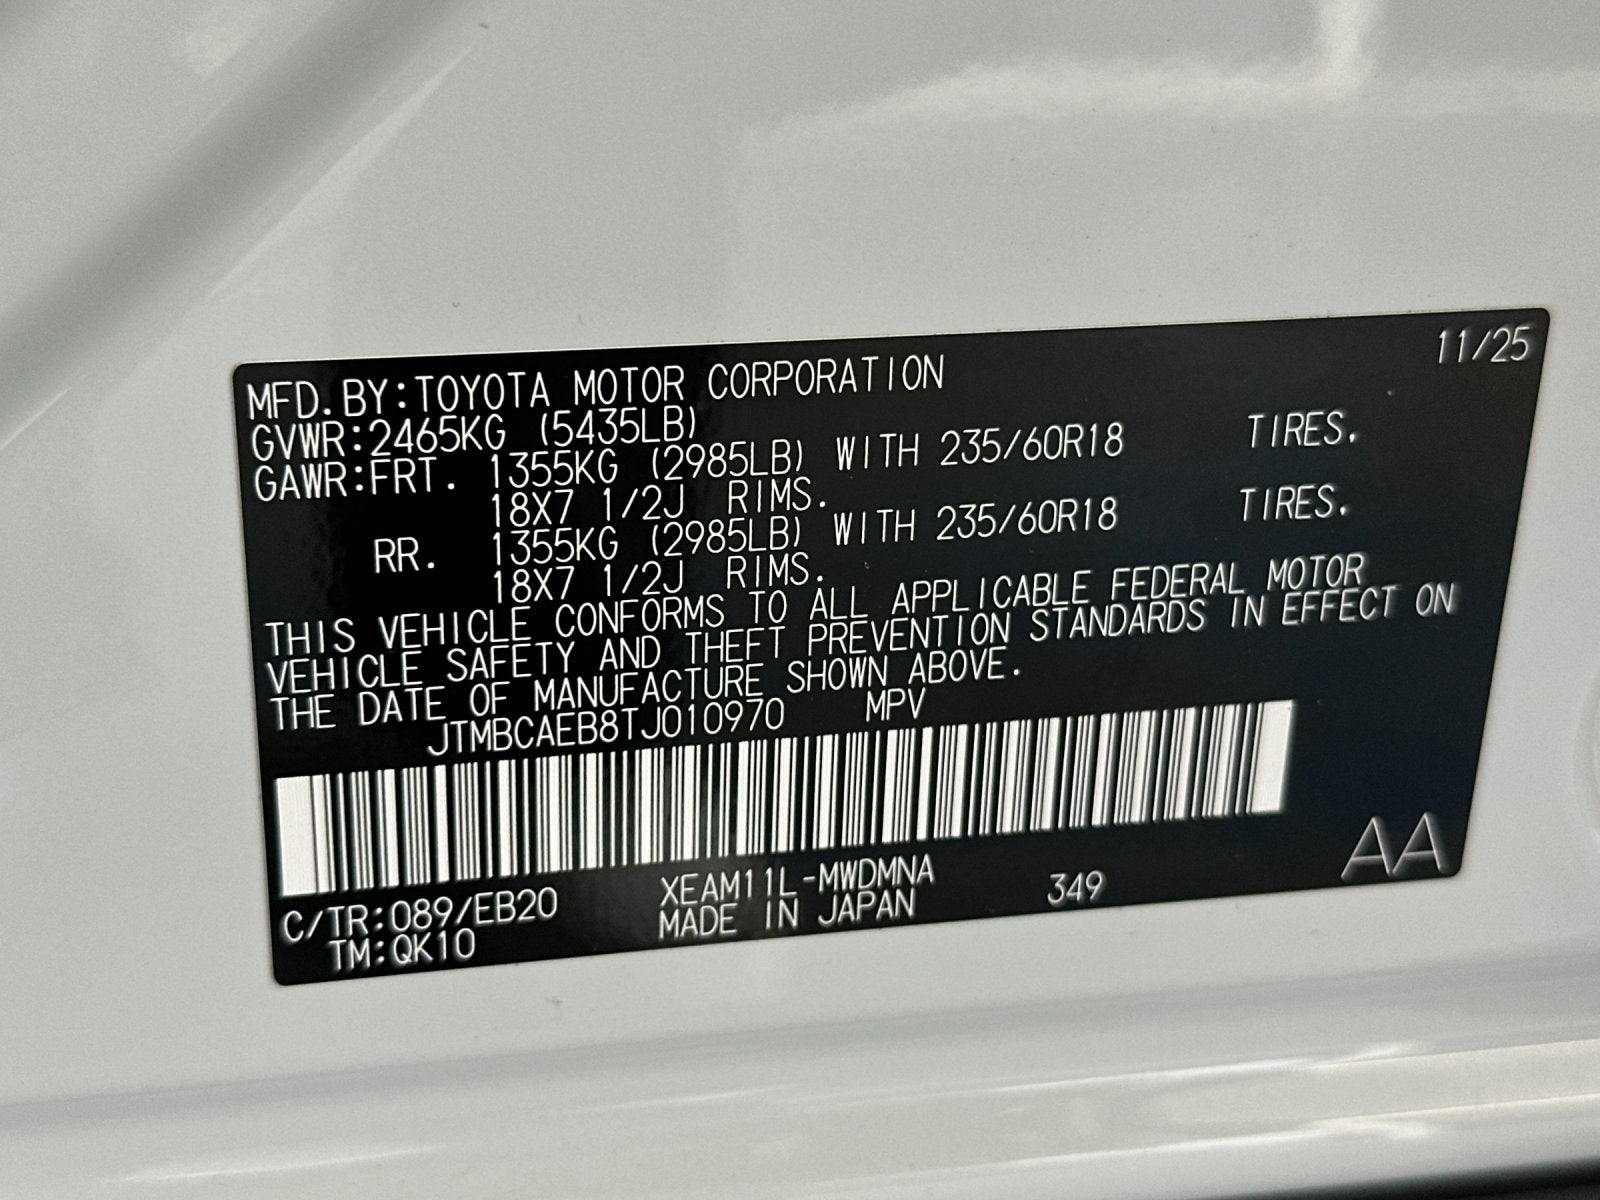 11/25
MFD.BY:TOYOTA MOTOR CORPORATION
GVWR:2465KG (5435LB)
GAWR:FRT. 1355KG (2985LB) WITH 235/60R18 TIRES.
18X7 1/2J RIMS.
RR. 1355KG (2985LB) WITH 235/60R18 TIRES.
18X7 1/2J RIMS.
THIS VEHICLE CONFORMS TO ALL APPLICABLE FEDERAL MOTOR
VEHICLE SAFETY AND THEFT PREVENTION STANDARDS IN EFFECT ON
THE DATE OF MANUFACTURE SHOWN ABOVE.
JTMBCAEB8TJ010970 MPV
C/TR:089/EB20 XEAM11L-MWDMNA 349 AA
TM:QK10 MADE IN JAPAN